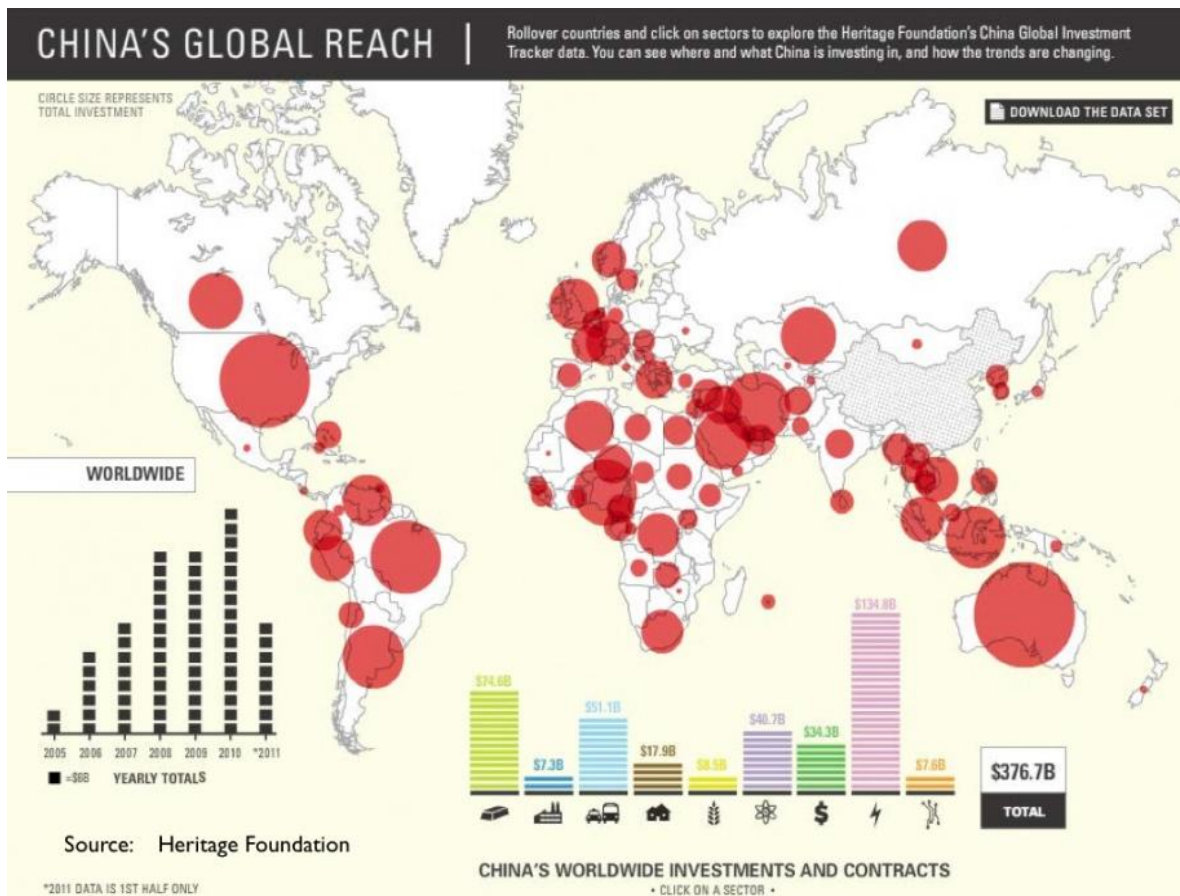 CHINA'S GLOBAL REACH
Rollover countries and click on sectors to explore the Heritage Foundation's China Global Investment
Tracker data. You can see where and what China is investing in, and how the trends are changing.
CIRCLE SIZE REPRESENTS
TOTAL INVESTMENT
DOWNLOAD THE DATA SET
WORLDWIDE
2005 2006 2007 2008 2009 2010 *2011
=$6B YEARLY TOTALS
$74.6B
$7.3B
$51.1B
$17.9B
$8.5B
$40.7B
$34.3B
$134.8B
$7.6B
$
$376.7B
TOTAL
Source: Heritage Foundation
CHINA'S WORLDWIDE INVESTMENTS AND CONTRACTS
• CLICK ON A SECTOR •
*2011 DATA IS 1ST HALF ONLY